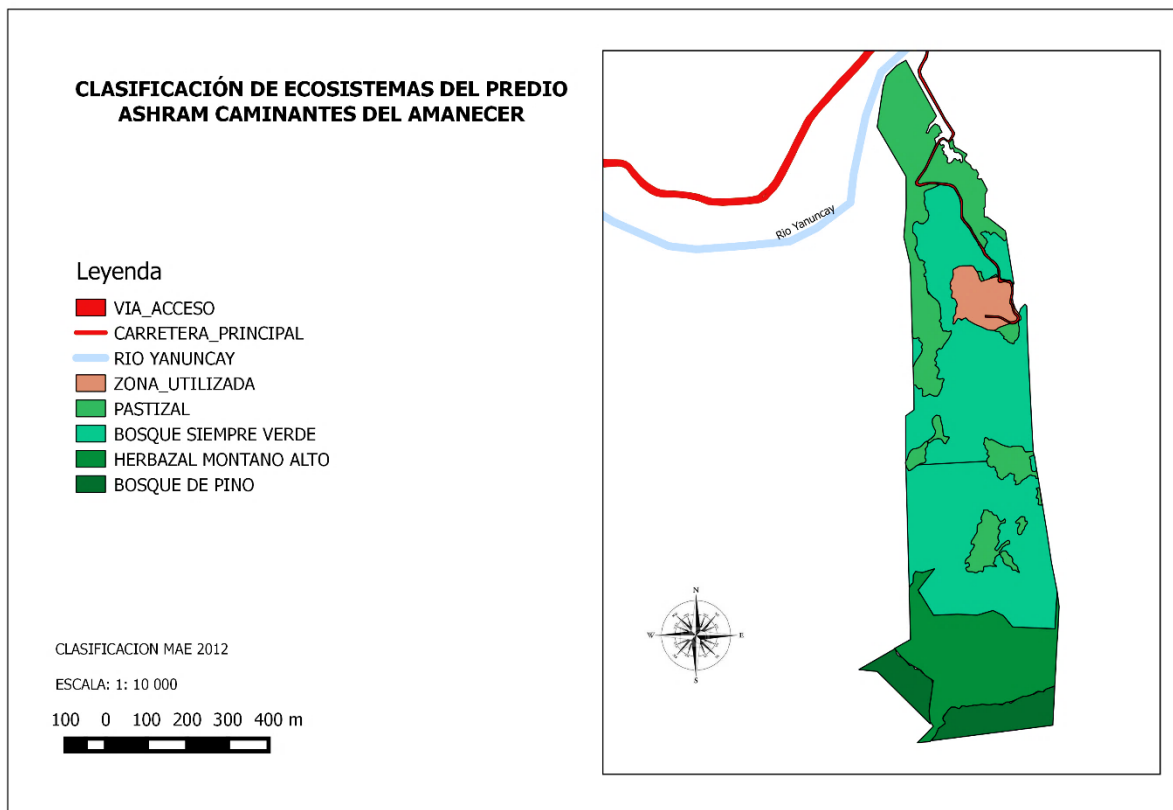 CLASIFICACIÓN DE ECOSISTEMAS DEL PREDIO
ASHRAM CAMINANTES DEL AMANECER
Leyenda
VIA_ACCESO
CARRETERA_PRINCIPAL
RIO YANUNCAY
ZONA_UTILIZADA
PASTIZAL
BOSQUE SIEMPRE VERDE
HERBAZAL MONTANO ALTO
BOSQUE DE PINO
CLASIFICACION MAE 2012
ESCALA: 1: 10 000
100 0 100 200 300 400 m
Rio Yanuncay
N
W E
S